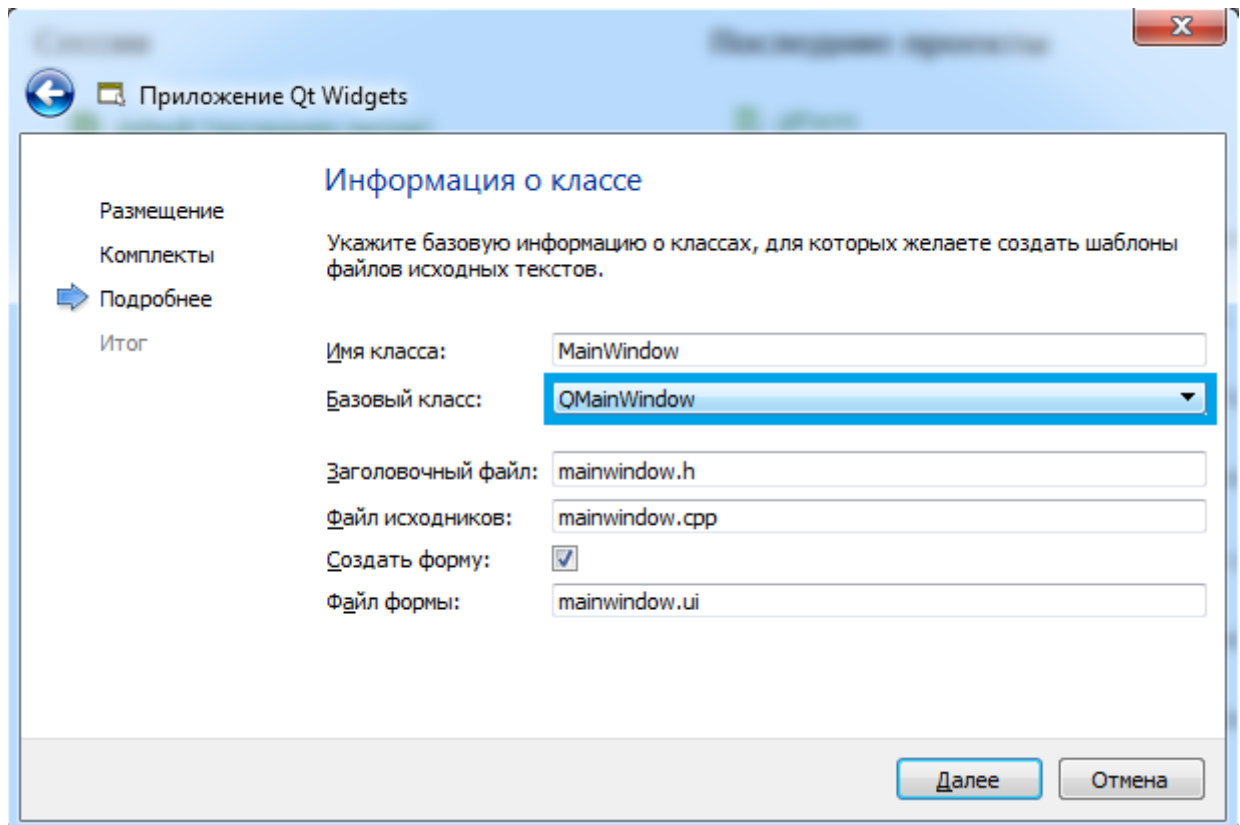 Приложение Qt Widgets
Размещение
Комплекты
Подробнее
Итог
Информация о классе
Укажите базовую информацию о классах, для которых желаете создать шаблоны
файлов исходных текстов.
Имя класса: MainWindow
Базовый класс: QMainWindow
Заголовочный файл: mainwindow.h
Файл исходников: mainwindow.cpp
Создать форму:
Файл формы: mainwindow.ui
Далее Отмена